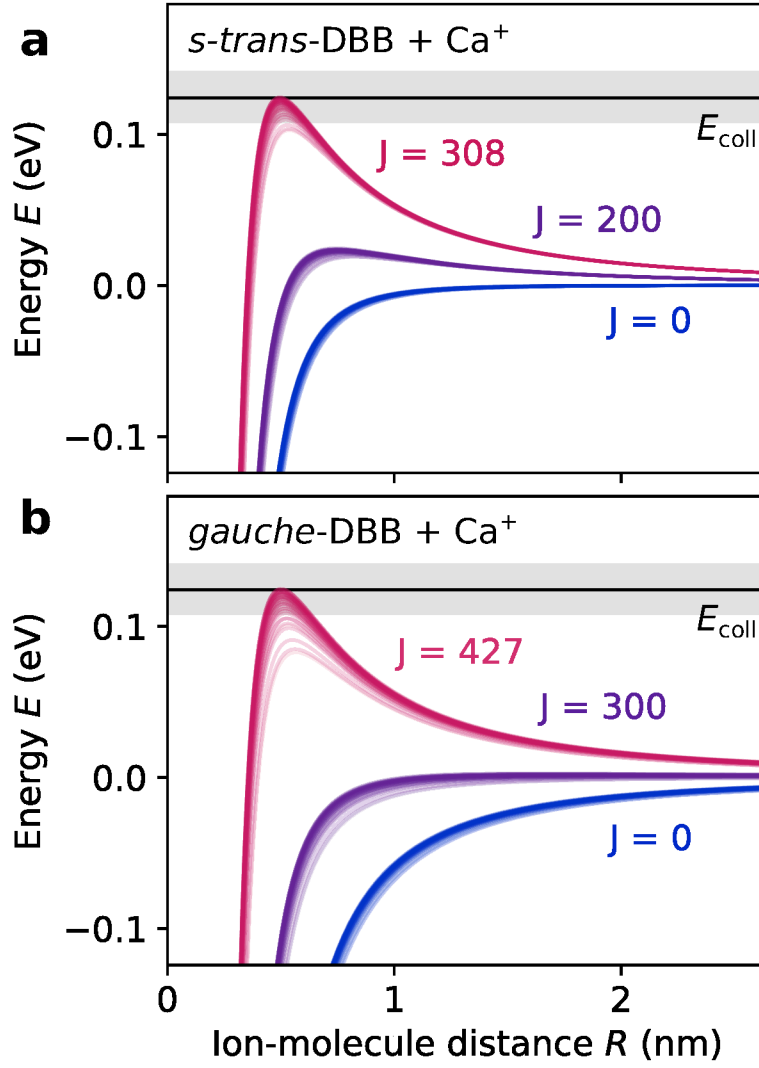 a
s-trans-DBB + Ca⁺
E_coll
J = 308
J = 200
J = 0
0.1
0.0
−0.1
Energy E (eV)
b
gauche-DBB + Ca⁺
E_coll
J = 427
J = 300
J = 0
0.1
0.0
−0.1
Energy E (eV)
0
1
2
Ion-molecule distance R (nm)